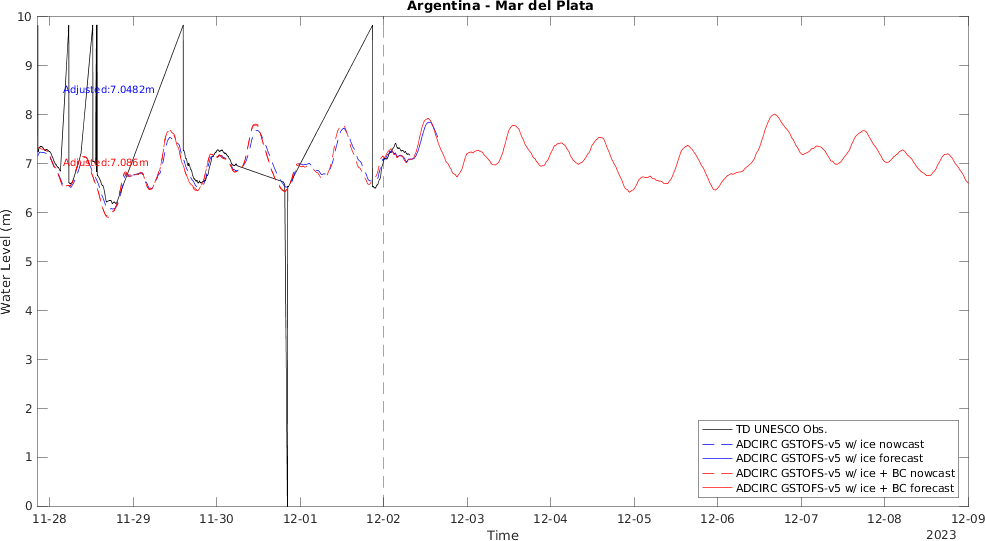 Argentina - Mar del Plata
10
9
8
7
6
5
4
3
2
1
0
Water Level (m)
Adjusted:7.0482m
Adjusted:7.086m
TD UNESCO Obs.
ADCIRC GSTOFS-v5 w/ ice nowcast
ADCIRC GSTOFS-v5 w/ ice forecast
ADCIRC GSTOFS-v5 w/ ice + BC nowcast
ADCIRC GSTOFS-v5 w/ ice + BC forecast
11-28 11-29 11-30 12-01 12-02 12-03 12-04 12-05 12-06 12-07 12-08 12-09
Time
2023